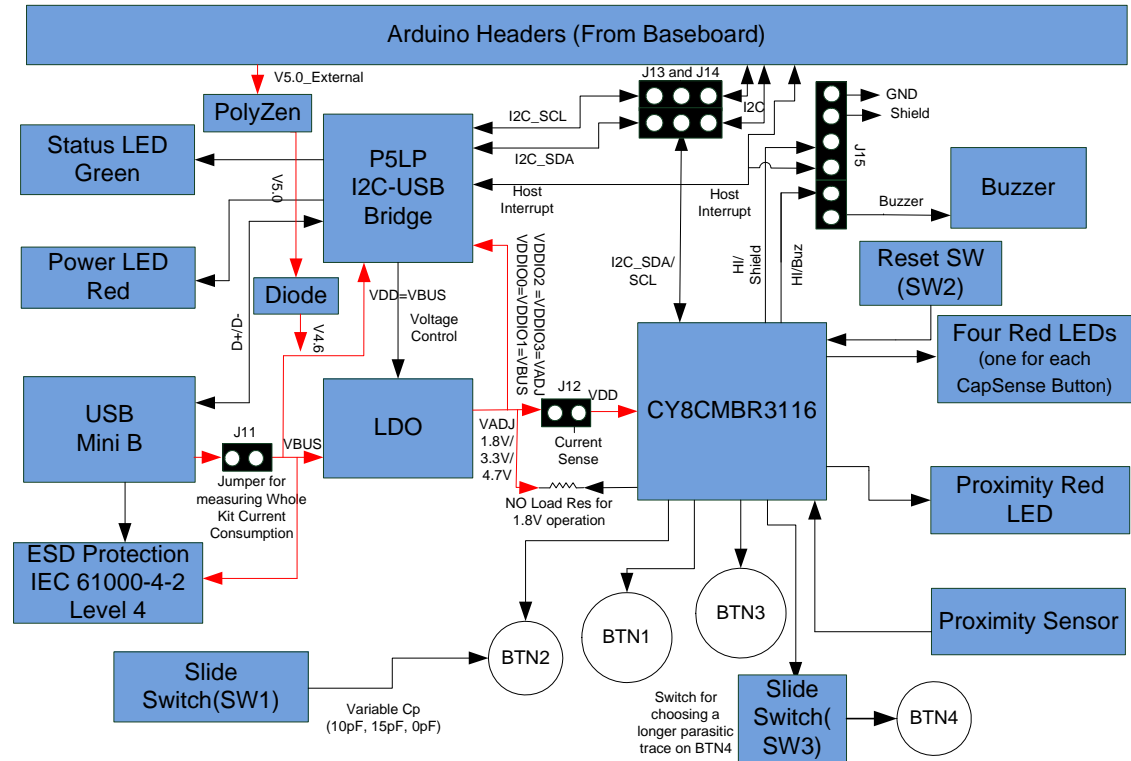 Arduino Headers (From Baseboard)
V5.0_External
J13 and J14
PolyZen
I2C_SCL
I2C
GND
Shield
Status LED
Green
P5LP
I2C-USB
Bridge
I2C_SDA
J15
V5.0
Host
Interrupt
Host
Interrupt
Buzzer
Buzzer
Power LED
Red
Diode
VDD=VBUS
Voltage
Control
VDDIO0=VDDIO1=VBUS
VDDIO2 =VDDIO3=VADJ
I2C_SDA/
SCL
HI/
Shield
HI/Buz
Reset SW
(SW2)
D+/D-
V4.6
Four Red LEDs
(one for each
CapSense Button)
USB
Mini B
J11
VBUS
LDO
VADJ
1.8V/
3.3V/
4.7V
J12
VDD
Current
Sense
CY8CMBR3116
Jumper for
measuring Whole
Kit Current
Consumption
NO Load Res for
1.8V operation
Proximity Red
LED
ESD Protection
IEC 61000-4-2
Level 4
BTN3
BTN1
BTN2
Proximity Sensor
Slide
Switch(SW1)
Variable Cp
(10pF, 15pF, 0pF)
Switch for
choosing a
longer parasitic
trace on BTN4
Slide
Switch(
SW3)
BTN4